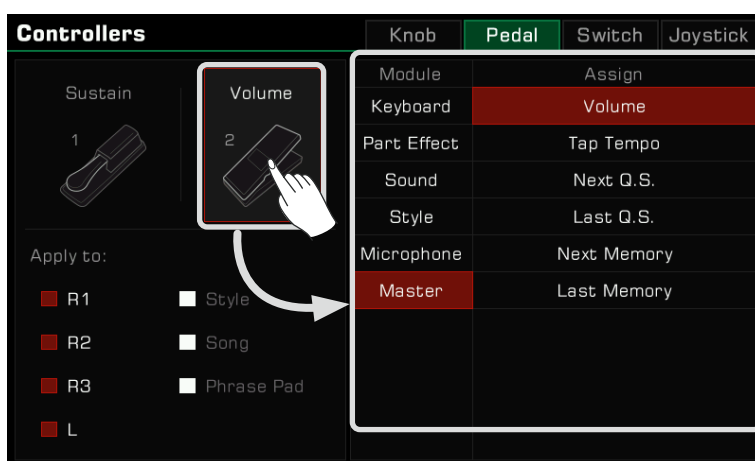 Controllers
Knob Pedal Switch Joystick
Sustain
1
Volume
2
Apply to:
R1 Style
R2 Song
R3 Phrase Pad
L
Module Assign
Keyboard Volume
Part Effect Tap Tempo
Sound Next Q.S.
Style Last Q.S.
Microphone Next Memory
Master Last Memory